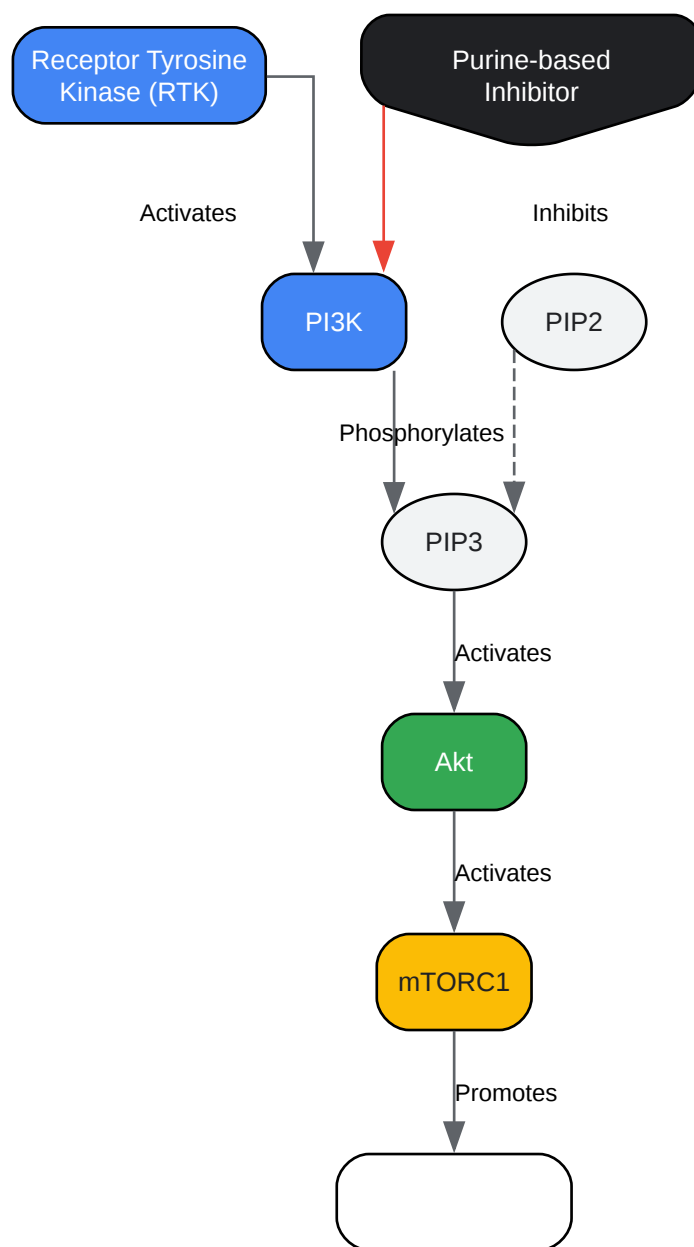 Receptor Tyrosine
Kinase (RTK)
Purine-based
Inhibitor
Activates
Inhibits
PI3K
PIP2
Phosphorylates
PIP3
Activates
Akt
Activates
mTORC1
Promotes